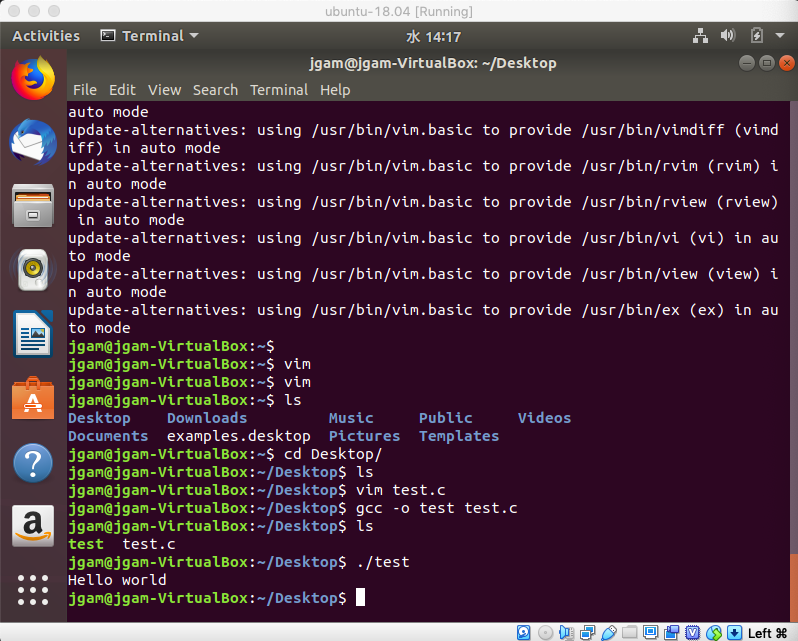 ubuntu-18.04 [Running]
Activities Terminal 水 14:17
jgam@jgam-VirtualBox: ~/Desktop
File Edit View Search Terminal Help
auto mode
update-alternatives: using /usr/bin/vim.basic to provide /usr/bin/vimdiff (vimd
iff) in auto mode
update-alternatives: using /usr/bin/vim.basic to provide /usr/bin/rvim (rvim) i
n auto mode
update-alternatives: using /usr/bin/vim.basic to provide /usr/bin/rview (rview)
 in auto mode
update-alternatives: using /usr/bin/vim.basic to provide /usr/bin/vi (vi) in au
to mode
update-alternatives: using /usr/bin/vim.basic to provide /usr/bin/view (view) i
n auto mode
update-alternatives: using /usr/bin/vim.basic to provide /usr/bin/ex (ex) in au
to mode
jgam@jgam-VirtualBox:~$
jgam@jgam-VirtualBox:~$ vim
jgam@jgam-VirtualBox:~$ vim
jgam@jgam-VirtualBox:~$ ls
Desktop    Downloads         Music     Public     Videos
Documents  examples.desktop  Pictures  Templates
jgam@jgam-VirtualBox:~$ cd Desktop/
jgam@jgam-VirtualBox:~/Desktop$ ls
jgam@jgam-VirtualBox:~/Desktop$ vim test.c
jgam@jgam-VirtualBox:~/Desktop$ gcc -o test test.c
jgam@jgam-VirtualBox:~/Desktop$ ls
test  test.c
jgam@jgam-VirtualBox:~/Desktop$ ./test
Hello world
jgam@jgam-VirtualBox:~/Desktop$
Left ⌘